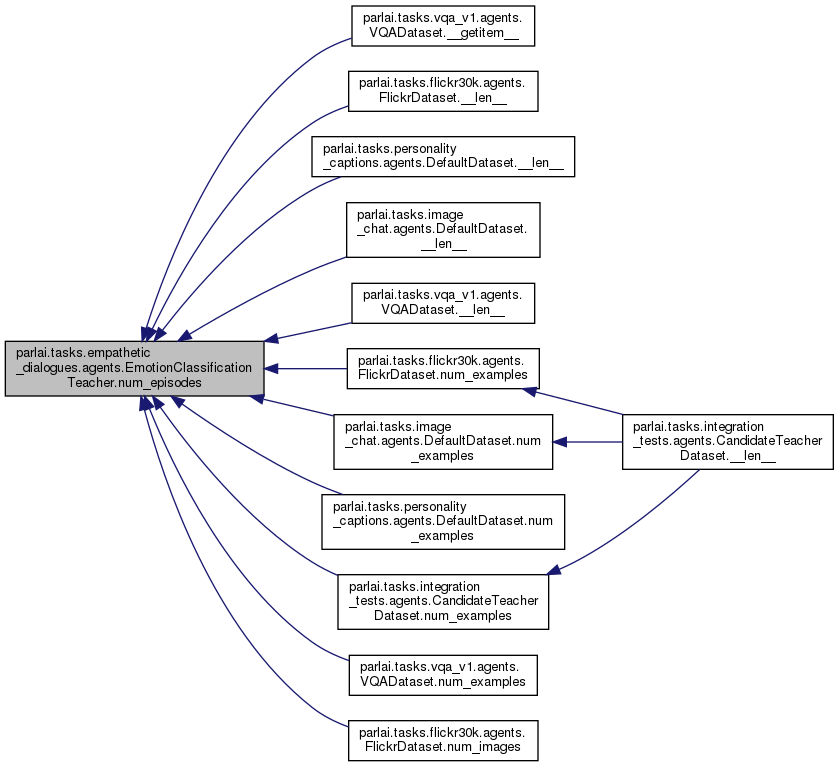 parlai.tasks.vqa_v1.agents.
VQADataset.__getitem__
parlai.tasks.flickr30k.agents.
FlickrDataset.__len__
parlai.tasks.personality
_captions.agents.DefaultDataset.__len__
parlai.tasks.image
_chat.agents.DefaultDataset.
__len__
parlai.tasks.vqa_v1.agents.
VQADataset.__len__
parlai.tasks.empathetic
_dialogues.agents.EmotionClassification
Teacher.num_episodes
parlai.tasks.flickr30k.agents.
FlickrDataset.num_examples
parlai.tasks.image
_chat.agents.DefaultDataset.num
_examples
parlai.tasks.integration
_tests.agents.CandidateTeacher
Dataset.__len__
parlai.tasks.personality
_captions.agents.DefaultDataset.num
_examples
parlai.tasks.integration
_tests.agents.CandidateTeacher
Dataset.num_examples
parlai.tasks.vqa_v1.agents.
VQADataset.num_examples
parlai.tasks.flickr30k.agents.
FlickrDataset.num_images